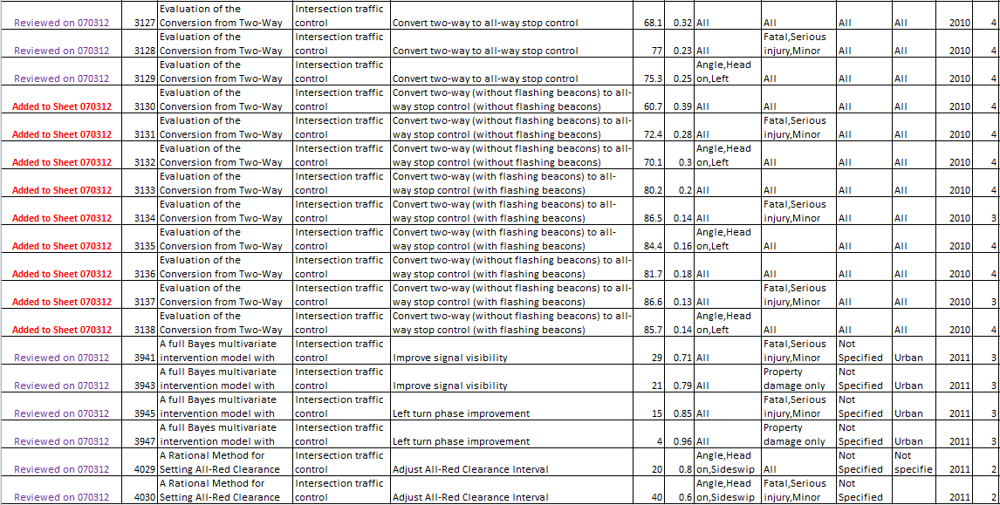 Evaluation of the Intersection traffic
Reviewed on 070312 3127 Conversion from Two-Way control Convert two-way to all-way stop control 68.1 0.32 All All All All 2010 4
Evaluation of the Intersection traffic Fatal,Serious
Reviewed on 070312 3128 Conversion from Two-Way control Convert two-way to all-way stop control 77 0.23 All injury,Minor All All 2010 4
Evaluation of the Intersection traffic Angle,Head
Reviewed on 070312 3129 Conversion from Two-Way control Convert two-way to all-way stop control 75.3 0.25 on,Left All All All 2010 4
Evaluation of the Intersection traffic Convert two-way (without flashing beacons) to all-
Added to Sheet 070312 3130 Conversion from Two-Way control way stop control (without flashing beacons) 60.7 0.39 All All All All 2010 4
Evaluation of the Intersection traffic Convert two-way (without flashing beacons) to all- Fatal,Serious
Added to Sheet 070312 3131 Conversion from Two-Way control way stop control (without flashing beacons) 72.4 0.28 All injury,Minor All All 2010 4
Evaluation of the Intersection traffic Convert two-way (without flashing beacons) to all- Angle,Head
Added to Sheet 070312 3132 Conversion from Two-Way control way stop control (without flashing beacons) 70.1 0.3 on,Left All All All 2010 4
Evaluation of the Intersection traffic Convert two-way (with flashing beacons) to all-
Added to Sheet 070312 3133 Conversion from Two-Way control way stop control (with flashing beacons) 80.2 0.2 All All All All 2010 4
Evaluation of the Intersection traffic Convert two-way (with flashing beacons) to all- Fatal,Serious
Added to Sheet 070312 3134 Conversion from Two-Way control way stop control (with flashing beacons) 86.5 0.14 All injury,Minor All All 2010 3
Evaluation of the Intersection traffic Convert two-way (with flashing beacons) to all- Angle,Head
Added to Sheet 070312 3135 Conversion from Two-Way control way stop control (with flashing beacons) 84.4 0.16 on,Left All All All 2010 4
Evaluation of the Intersection traffic Convert two-way (without flashing beacons) to all-
Added to Sheet 070312 3136 Conversion from Two-Way control way stop control (with flashing beacons) 81.7 0.18 All All All All 2010 4
Evaluation of the Intersection traffic Convert two-way (without flashing beacons) to all- Fatal,Serious
Added to Sheet 070312 3137 Conversion from Two-Way control way stop control (with flashing beacons) 86.6 0.13 All injury,Minor All All 2010 3
Evaluation of the Intersection traffic Convert two-way (without flashing beacons) to all- Angle,Head
Added to Sheet 070312 3138 Conversion from Two-Way control way stop control (with flashing beacons) 85.7 0.14 on,Left All All All 2010 4
A full Bayes multivariate Intersection traffic Fatal,Serious Not
Reviewed on 070312 3941 intervention model with control Improve signal visibility 29 0.71 All injury,Minor Specified Urban 2011 3
A full Bayes multivariate Intersection traffic Property Not
Reviewed on 070312 3943 intervention model with control Improve signal visibility 21 0.79 All damage only Specified Urban 2011 3
A full Bayes multivariate Intersection traffic Fatal,Serious Not
Reviewed on 070312 3945 intervention model with control Left turn phase improvement 15 0.85 All injury,Minor Specified Urban 2011 3
A full Bayes multivariate Intersection traffic Property Not
Reviewed on 070312 3947 intervention model with control Left turn phase improvement 4 0.96 All damage only Specified Urban 2011 3
A Rational Method for Intersection traffic Angle,Head Not Not
Reviewed on 070312 4029 Setting All-Red Clearance control Adjust All-Red Clearance Interval 20 0.8 on,Sideswip All Specified specifie 2011 2
A Rational Method for Intersection traffic Angle,Head Fatal,Serious Not
Reviewed on 070312 4030 Setting All-Red Clearance control Adjust All-Red Clearance Interval 40 0.6 on,Sideswip injury,Minor Specified 2011 2